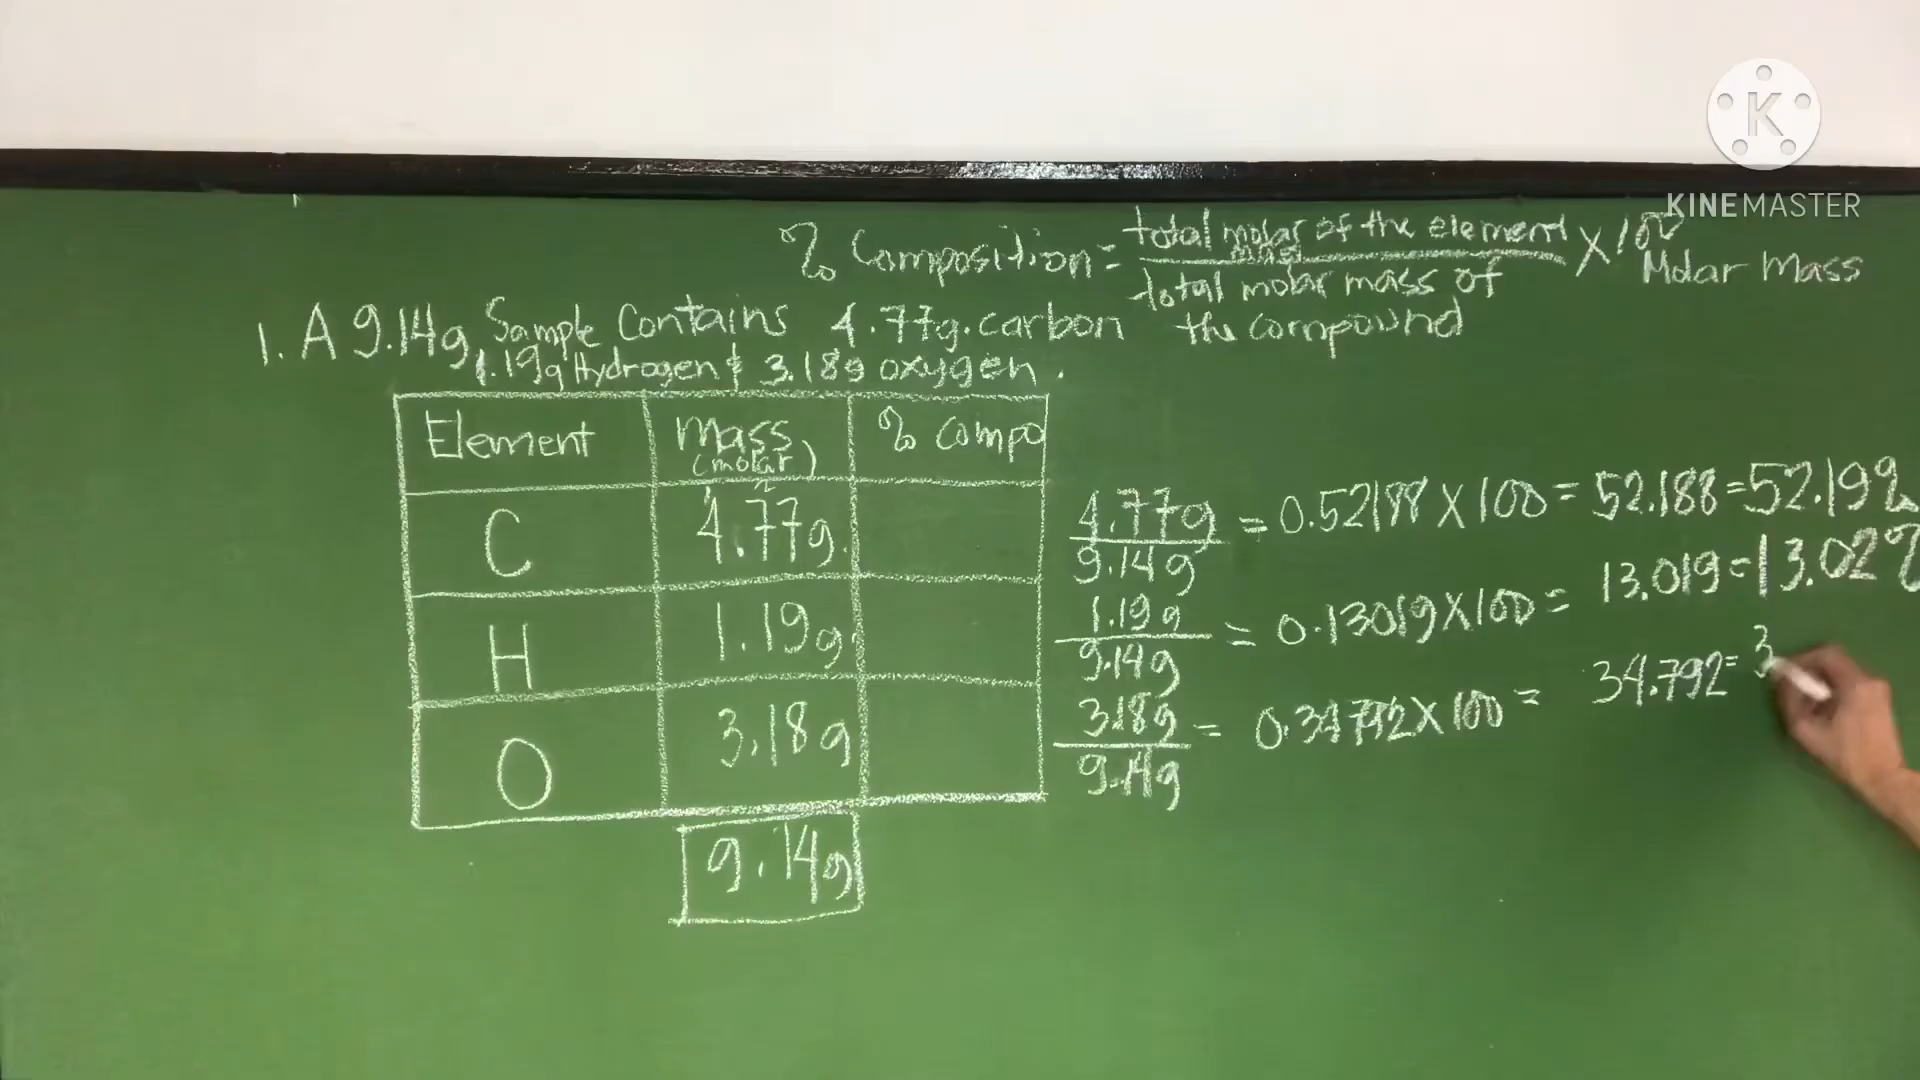 K
KINEMASTER
% Composition = total molar mass of the element / total molar mass of the compound X 100
Molar Mass
1. A 9.14g Sample Contains 4.77g. carbon
1.19g Hydrogen & 3.18g oxygen.
Element Mass (molar) % Compo
C 4.77g.
H 1.19g.
O 3.18g
9.14g
4.77g / 9.14g = 0.52188 X 100 = 52.188 = 52.19%
1.19g / 9.14g = 0.13019 X 100 = 13.019 = 13.02%
3.18g / 9.14g = 0.34792 X 100 = 34.792 = 3